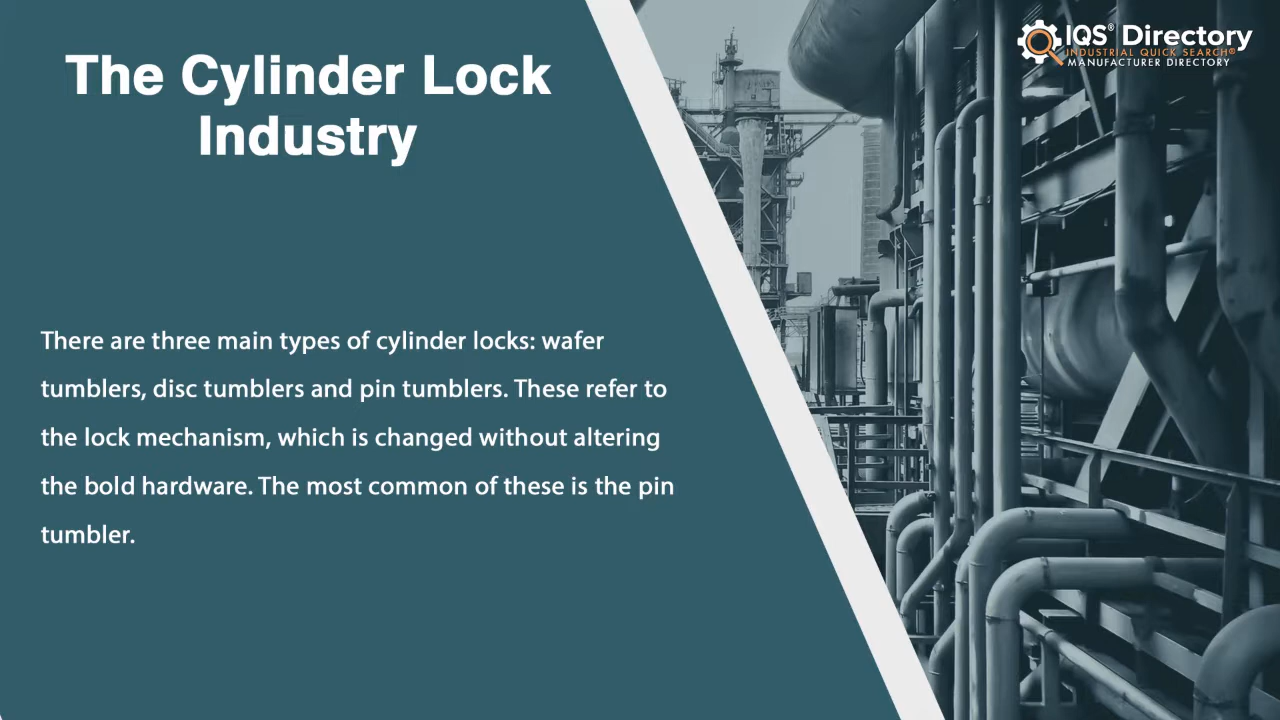 The Cylinder Lock
Industry
IQS® Directory
INDUSTRIAL QUICK SEARCH®
MANUFACTURER DIRECTORY
There are three main types of cylinder locks: wafer
tumblers, disc tumblers and pin tumblers. These refer to
the lock mechanism, which is changed without altering
the bold hardware. The most common of these is the pin
tumbler.